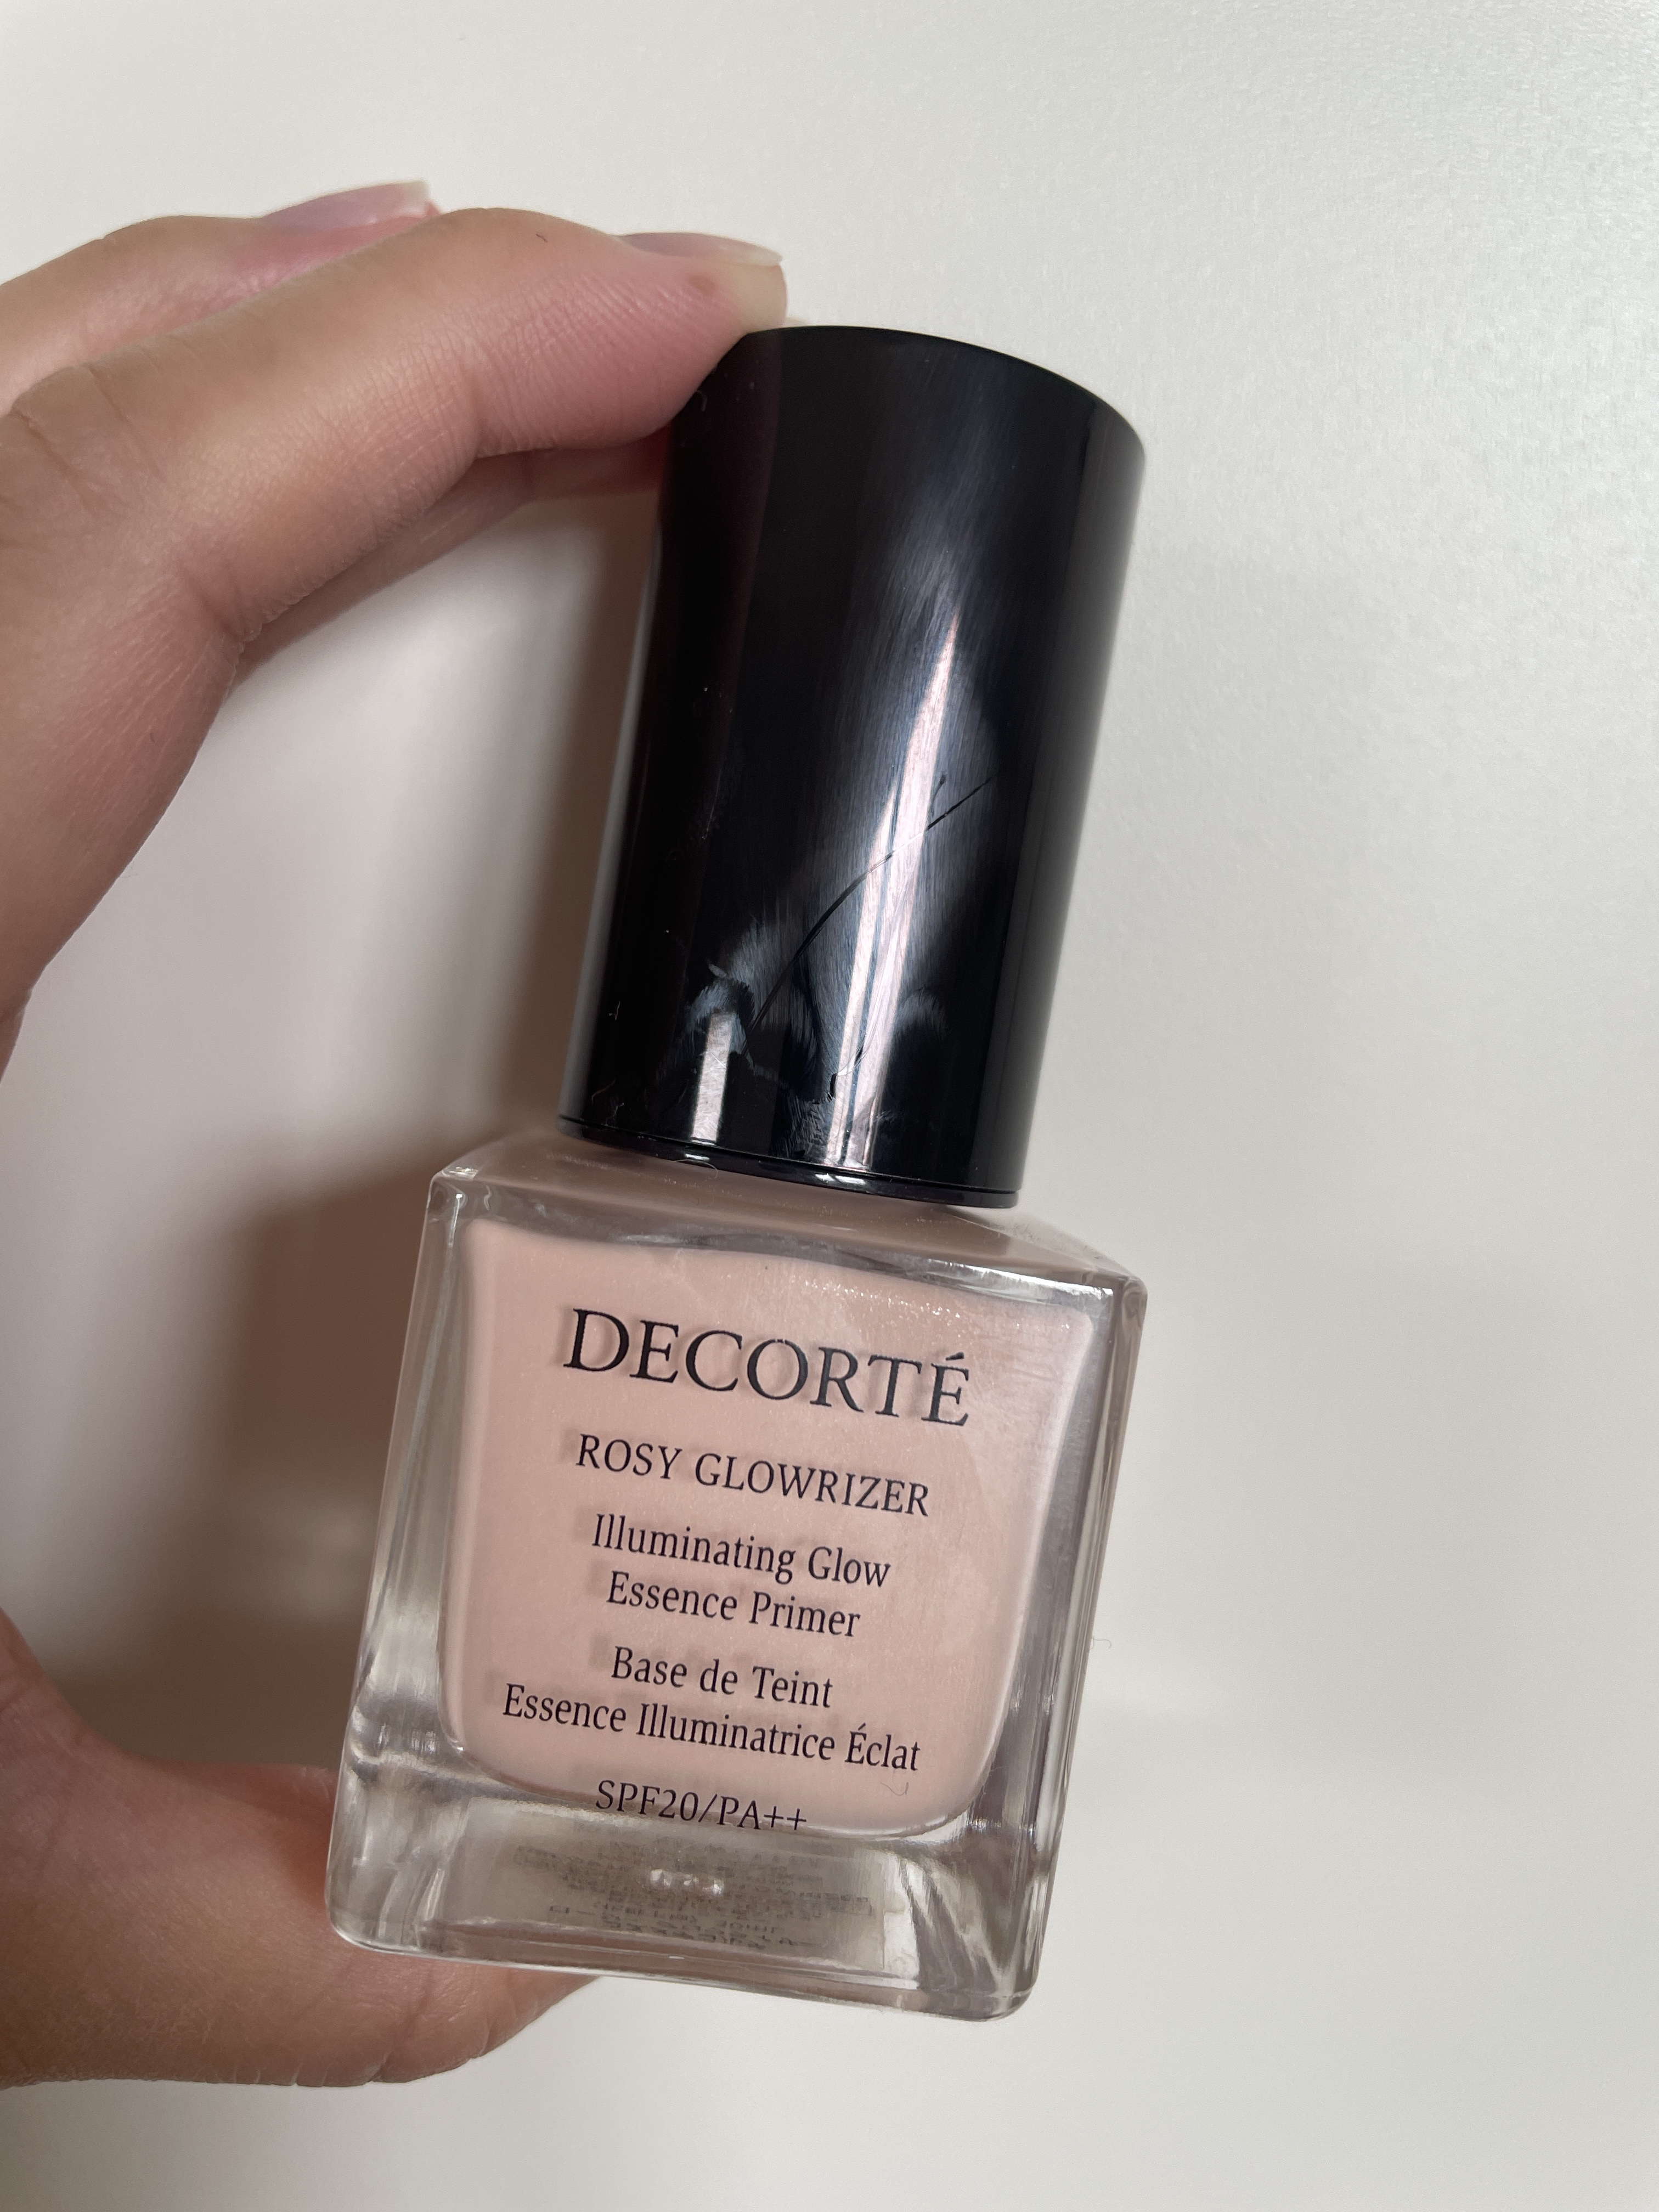 DECORTÉ
ROSY GLOWRIZER
Illuminating Glow
Essence Primer
Base de Teint
Essence Illuminatrice Éclat
SPF20/PA++